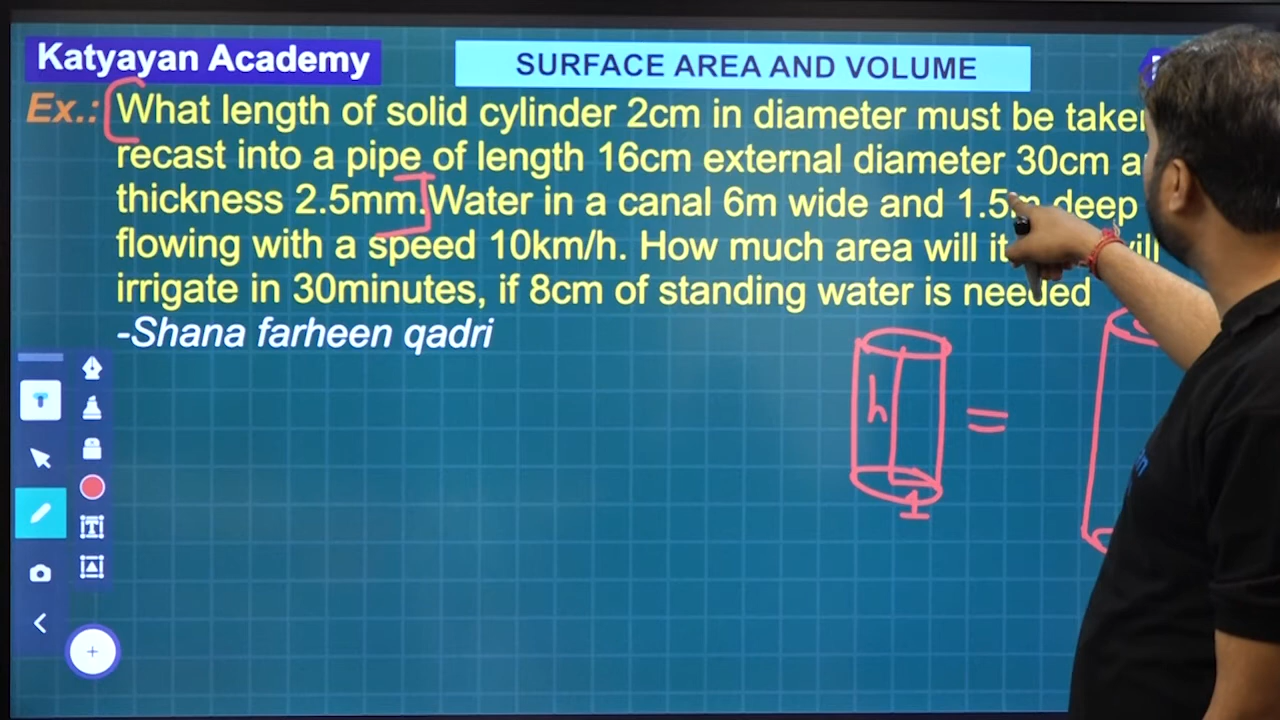 Katyayan Academy
SURFACE AREA AND VOLUME
Ex.: What length of solid cylinder 2cm in diameter must be
recast into a pipe of length 16cm external diameter 30cm
thickness 2.5mm. Water in a canal 6m wide and 1.5m deep
flowing with a speed 10km/h. How much area will it
irrigate in 30minutes, if 8cm of standing water is needed
-Shana farheen qadri
h =
1